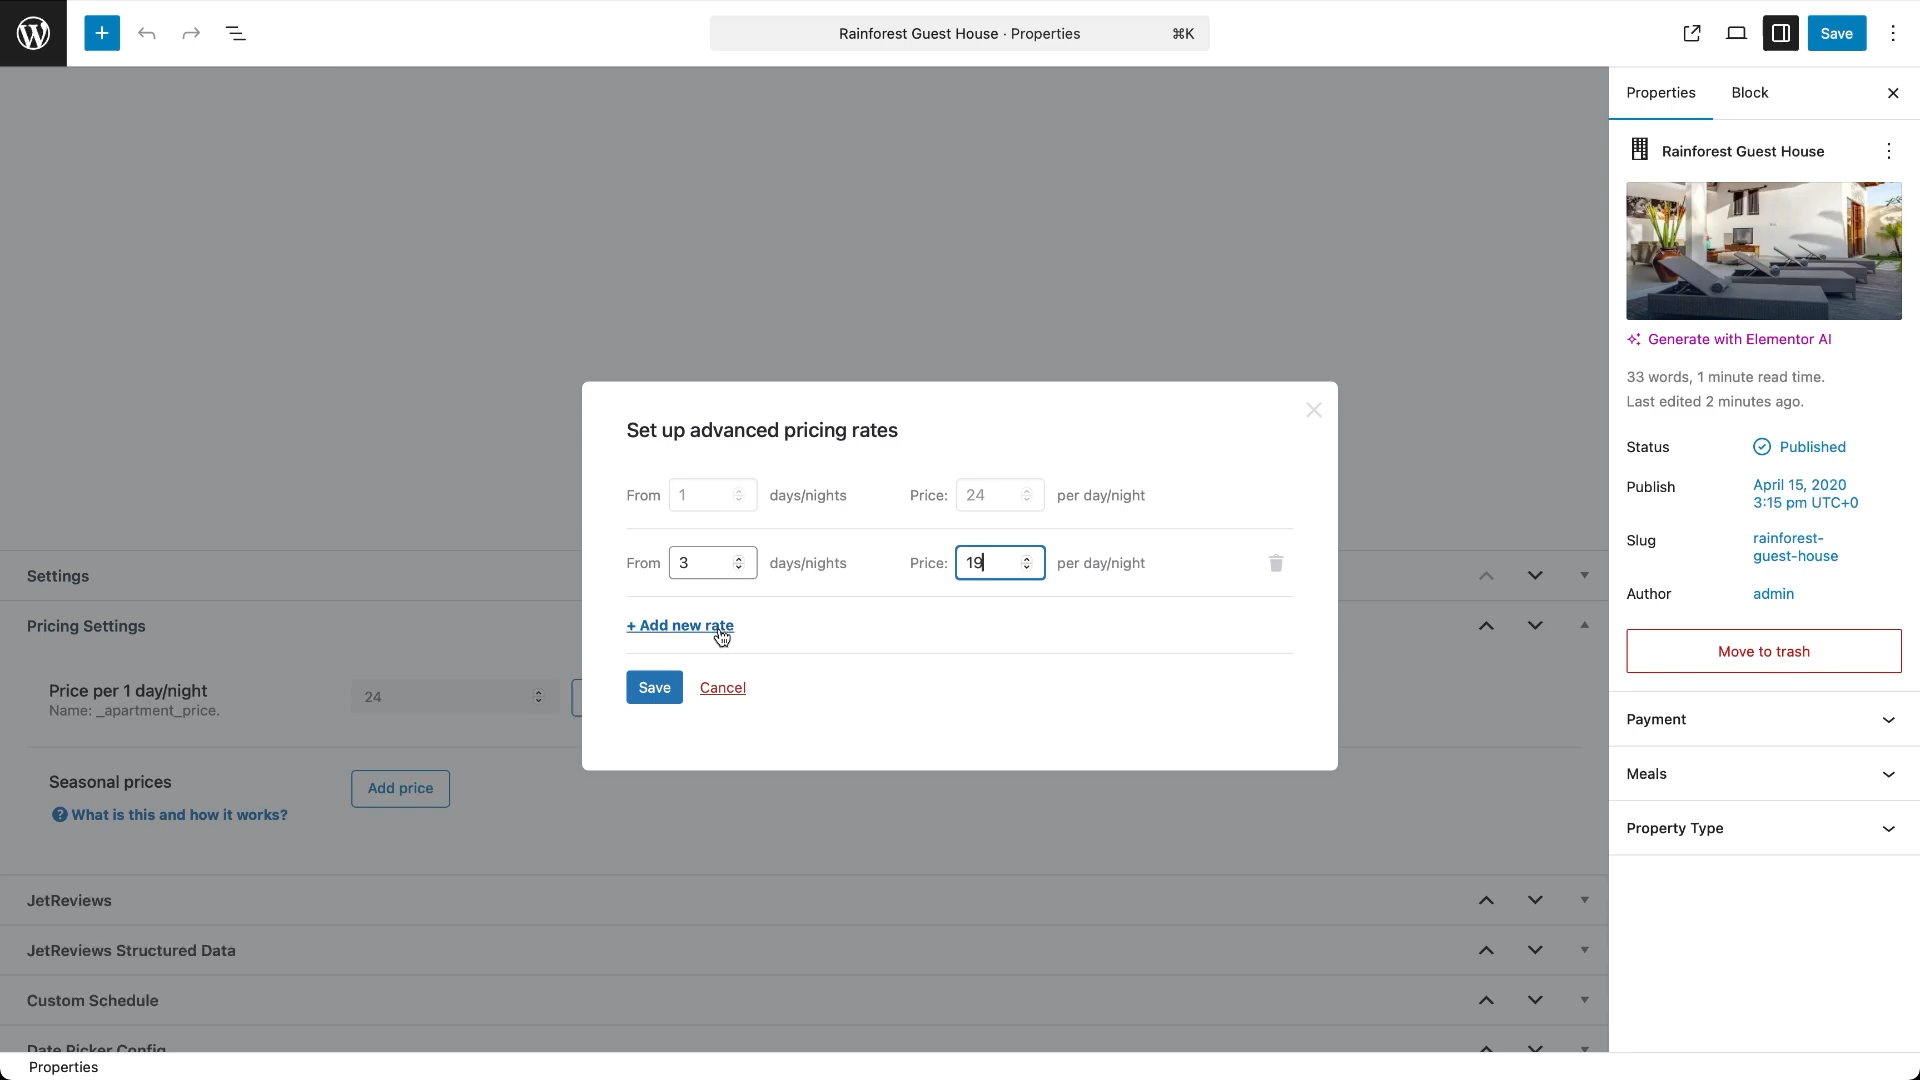 Rainforest Guest House · Properties ⌘K
Save
Properties Block
Rainforest Guest House
Generate with Elementor AI
33 words, 1 minute read time.
Last edited 2 minutes ago.
Status Published
Publish April 15, 2020
3:15 pm UTC+0
Slug rainforest-
guest-house
Author admin
Move to trash
Payment
Meals
Property Type
Set up advanced pricing rates
From 1 days/nights Price: 24 per day/night
From 3 days/nights Price: 19 per day/night
+ Add new rate
Save Cancel
Settings
Pricing Settings
Price per 1 day/night 24
Name: _apartment_price.
Seasonal prices Add price
What is this and how it works?
JetReviews
JetReviews Structured Data
Custom Schedule
Date Picker Config
Properties